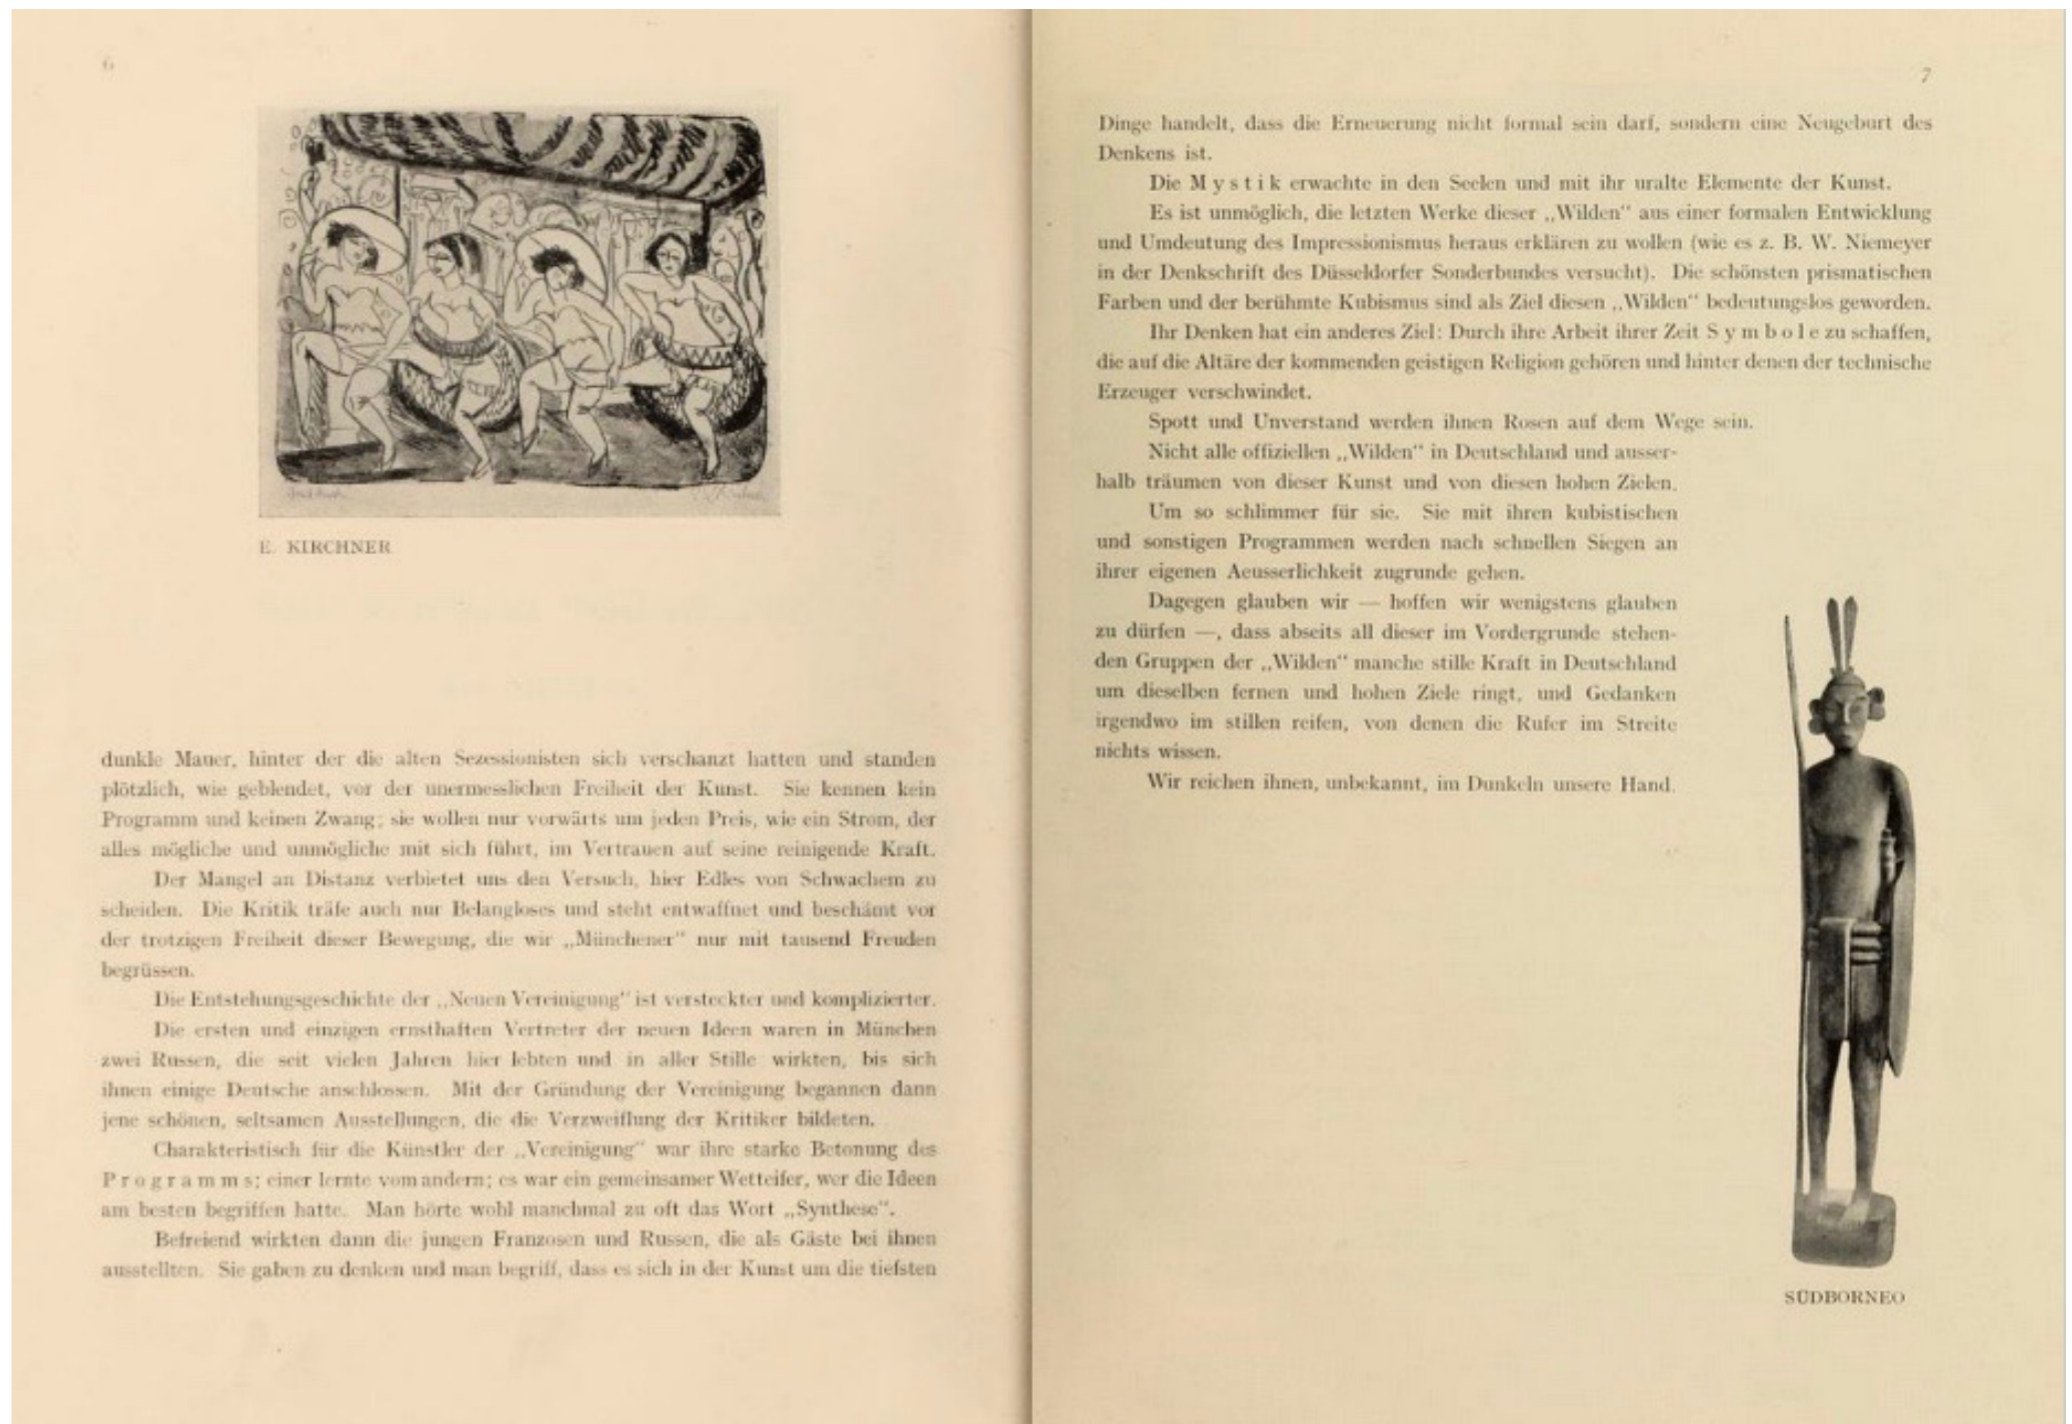 6
E. KIRCHNER
dunkle Mauer, hinter der die alten Sezessionisten sich verschanzt hatten und standen
plötzlich, wie geblendet, vor der unermesslichen Freiheit der Kunst. Sie kennen kein
Programm und keinen Zwang; sie wollen nur vorwärts um jeden Preis, wie ein Strom, der
alles mögliche und unmögliche mit sich führt, im Vertrauen auf seine reinigende Kraft.
Der Mangel an Distanz verbietet uns den Versuch, hier Edles von Schwachem zu
scheiden. Die Kritik träfe auch nur Belangloses und steht entwaffnet und beschämt vor
der trotzigen Freiheit dieser Bewegung, die wir „Münchener“ nur mit tausend Freuden
begrüssen.
Die Entstehungsgeschichte der „Neuen Vereinigung“ ist versteckter und komplizierter.
Die ersten und einzigen ernsthaften Vertreter der neuen Ideen waren in München
zwei Russen, die seit vielen Jahren hier lebten und in aller Stille wirkten, bis sich
ihnen einige Deutsche anschlossen. Mit der Gründung der Vereinigung begannen dann
jene schönen, seltsamen Ausstellungen, die die Verzweiflung der Kritiker bildeten.
Charakteristisch für die Künstler der „Vereinigung“ war ihre starke Betonung des
Programms; einer lernte vom andern; es war ein gemeinsamer Wetteifer, wer die Ideen
am besten begriffen hatte. Man hörte wohl manchmal zu oft das Wort „Synthese“.
Befreiend wirkten dann die jungen Franzosen und Russen, die als Gäste bei ihnen
ausstellten. Sie gaben zu denken und man begriff, dass es sich in der Kunst um die tiefsten
7
Dinge handelt, dass die Erneuerung nicht formal sein darf, sondern eine Neugeburt des
Denkens ist.
Die Mystik erwachte in den Seelen und mit ihr uralte Elemente der Kunst.
Es ist unmöglich, die letzten Werke dieser „Wilden“ aus einer formalen Entwicklung
und Umdeutung des Impressionismus heraus erklären zu wollen (wie es z. B. W. Niemeyer
in der Denkschrift des Düsseldorfer Sonderbundes versucht). Die schönsten prismatischen
Farben und der berühmte Kubismus sind als Ziel diesen „Wilden“ bedeutungslos geworden.
Ihr Denken hat ein anderes Ziel: Durch ihre Arbeit ihrer Zeit Symbole zu schaffen,
die auf die Altäre der kommenden geistigen Religion gehören und hinter denen der technische
Erzeuger verschwindet.
Spott und Unverstand werden ihnen Rosen auf dem Wege sein.
Nicht alle offiziellen „Wilden“ in Deutschland und ausser-
halb träumen von dieser Kunst und von diesen hohen Zielen.
Um so schlimmer für sie. Sie mit ihren kubistischen
und sonstigen Programmen werden nach schnellen Siegen an
ihrer eigenen Aeusserlichkeit zugrunde gehen.
Dagegen glauben wir — hoffen wir wenigstens glauben
zu dürfen —, dass abseits all dieser im Vordergrunde stehen-
den Gruppen der „Wilden“ manche stille Kraft in Deutschland
um dieselben fernen und hohen Ziele ringt, und Gedanken
irgendwo im stillen reifen, von denen die Rufer im Streite
nichts wissen.
Wir reichen ihnen, unbekannt, im Dunkeln unsere Hand.
SÜDBORNEO